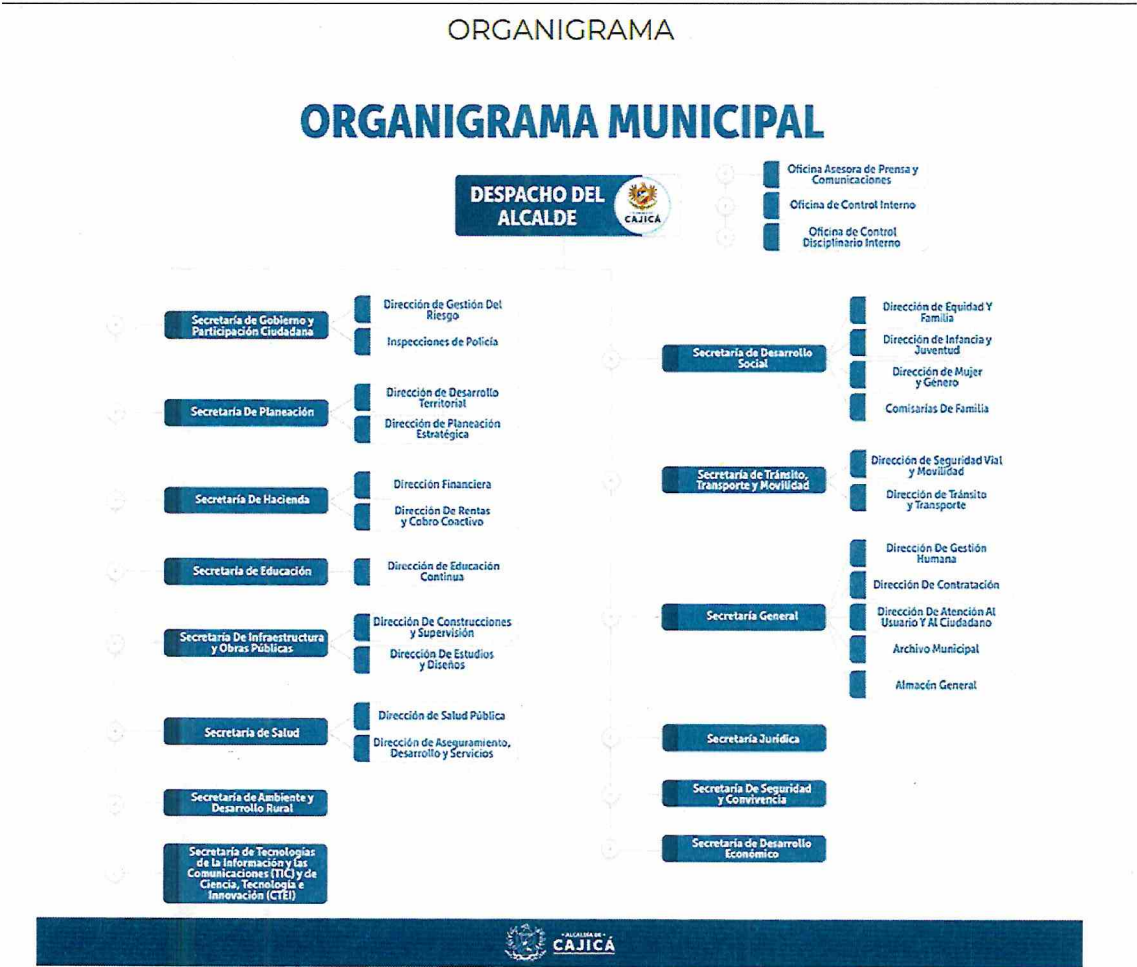 ORGANIGRAMA
ORGANIGRAMA MUNICIPAL
DESPACHO DEL
ALCALDE
CAJICÁ
Oficina Asesora de Prensa y
Comunicaciones
Oficina de Control Interno
Oficina de Control
Disciplinario Interno
Secretaría de Gobierno y
Participación Ciudadana
Dirección de Gestión Del
Riesgo
Inspecciones de Policía
Secretaría De Planeación
Dirección de Desarrollo
Territorial
Dirección de Planeación
Estratégica
Secretaría De Hacienda
Dirección Financiera
Dirección De Rentas
y Cobro Coactivo
Secretaría de Educación
Dirección de Educación
Continua
Secretaría De Infraestructura
y Obras Públicas
Dirección De Construcciones
y Supervisión
Dirección De Estudios
y Diseños
Secretaría de Salud
Dirección de Salud Pública
Dirección de Aseguramiento,
Desarrollo y Servicios
Secretaría de Ambiente y
Desarrollo Rural
Secretaría de Tecnologías
de la Información y las
Comunicaciones (TIC) y de
Ciencia, Tecnología e
Innovación (CTEI)
Secretaría de Desarrollo
Social
Dirección de Equidad Y
Familia
Dirección de Infancia y
Juventud
Dirección de Mujer
y Género
Comisarías De Familia
Secretaría de Tránsito,
Transporte y Movilidad
Dirección de Seguridad Vial
y Movilidad
Dirección de Tránsito
y Transporte
Secretaría General
Dirección De Gestión
Humana
Dirección De Contratación
Dirección De Atención Al
Usuario Y Al Ciudadano
Archivo Municipal
Almacén General
Secretaría Jurídica
Secretaría De Seguridad
y Convivencia
Secretaría de Desarrollo
Económico
- ALCALDÍA DE -
CAJICÁ